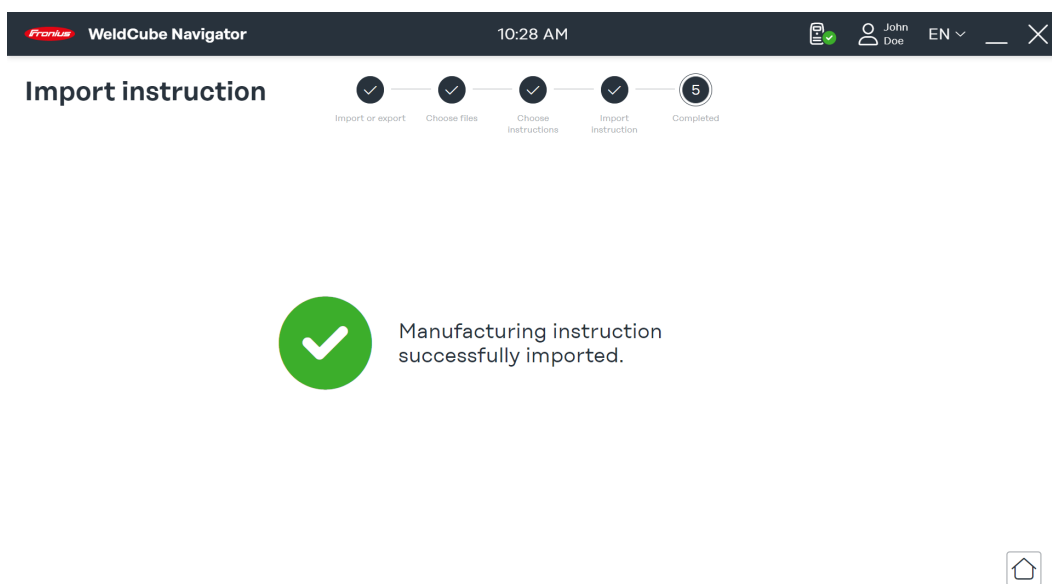 Fronius WeldCube Navigator 10:28 AM John Doe EN
Import instruction
5
Import or export Choose files Choose instructions Import instruction Completed
Manufacturing instruction
successfully imported.